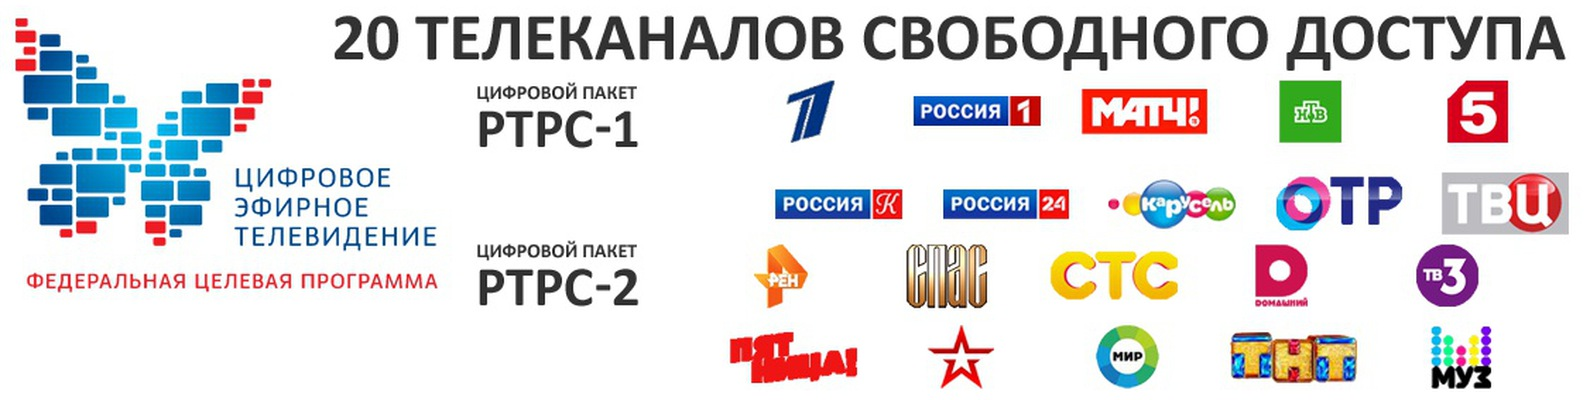 20 ТЕЛЕКАНАЛОВ СВОБОДНОГО ДОСТУПА
ЦИФРОВОЕ
ЭФИРНОЕ
ТЕЛЕВИДЕНИЕ
ФЕДЕРАЛЬНАЯ ЦЕЛЕВАЯ ПРОГРАММА
ЦИФРОВОЙ ПАКЕТ
РТРС-1
1 РОССИЯ 1 МАТЧ! НТВ 5
РОССИЯ К РОССИЯ 24 карусель ОТР ТВЦ
ЦИФРОВОЙ ПАКЕТ
РТРС-2
РЕН СПАС СТС D ДОМАШНИЙ ТВ3
ПЯТНИЦА! МИР ТНТ МУЗ